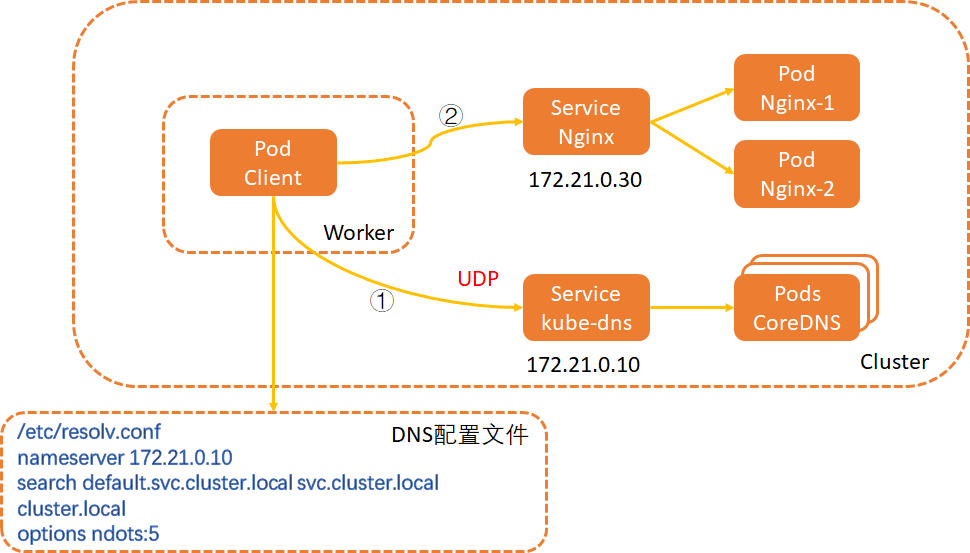 Pod
Client
Worker
②
Service
Nginx
172.21.0.30
Pod
Nginx-1
Pod
Nginx-2
①
UDP
Service
kube-dns
172.21.0.10
Pods
CoreDNS
Cluster
/etc/resolv.conf
DNS配置文件
nameserver 172.21.0.10
search default.svc.cluster.local svc.cluster.local
cluster.local
options ndots:5